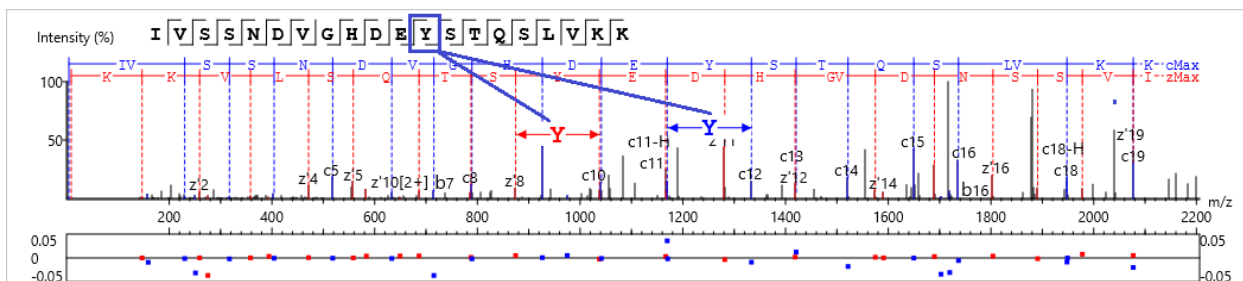 Intensity (%)
I V S S N D V G H D E Y S T Q S L V K K
IV S S N D V G H D E Y S T Q S LV K K cMax
K K V L S Q T S Y E D H GV D N S S V I zMax
100
50
Y Y
z'2 z'4 c5 z'5 z'10[2+] b7 c8 z'8 c10 c11-H c11 c12 c13 z'12 c14 z'14 c15 c16 b16 z'16 c18-H c18 z'19 c19
200 400 600 800 1000 1200 1400 1600 1800 2000 2200 m/z
0.05 0.05
0 0
-0.05 -0.05